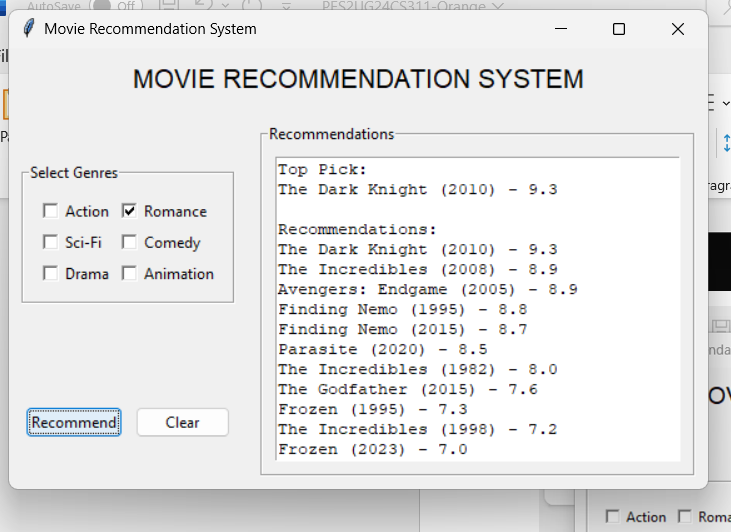 AutoSave Off PES2UG24CS311-Orange
Movie Recommendation System
MOVIE RECOMMENDATION SYSTEM
Recommendations
Select Genres
Action Romance
Sci-Fi Comedy
Drama Animation
Top Pick:
The Dark Knight (2010) - 9.3
Recommendations:
The Dark Knight (2010) - 9.3
The Incredibles (2008) - 8.9
Avengers: Endgame (2005) - 8.9
Finding Nemo (1995) - 8.8
Finding Nemo (2015) - 8.7
Parasite (2020) - 8.5
The Incredibles (1982) - 8.0
The Godfather (2015) - 7.6
Frozen (1995) - 7.3
The Incredibles (1998) - 7.2
Frozen (2023) - 7.0
Recommend Clear
Action